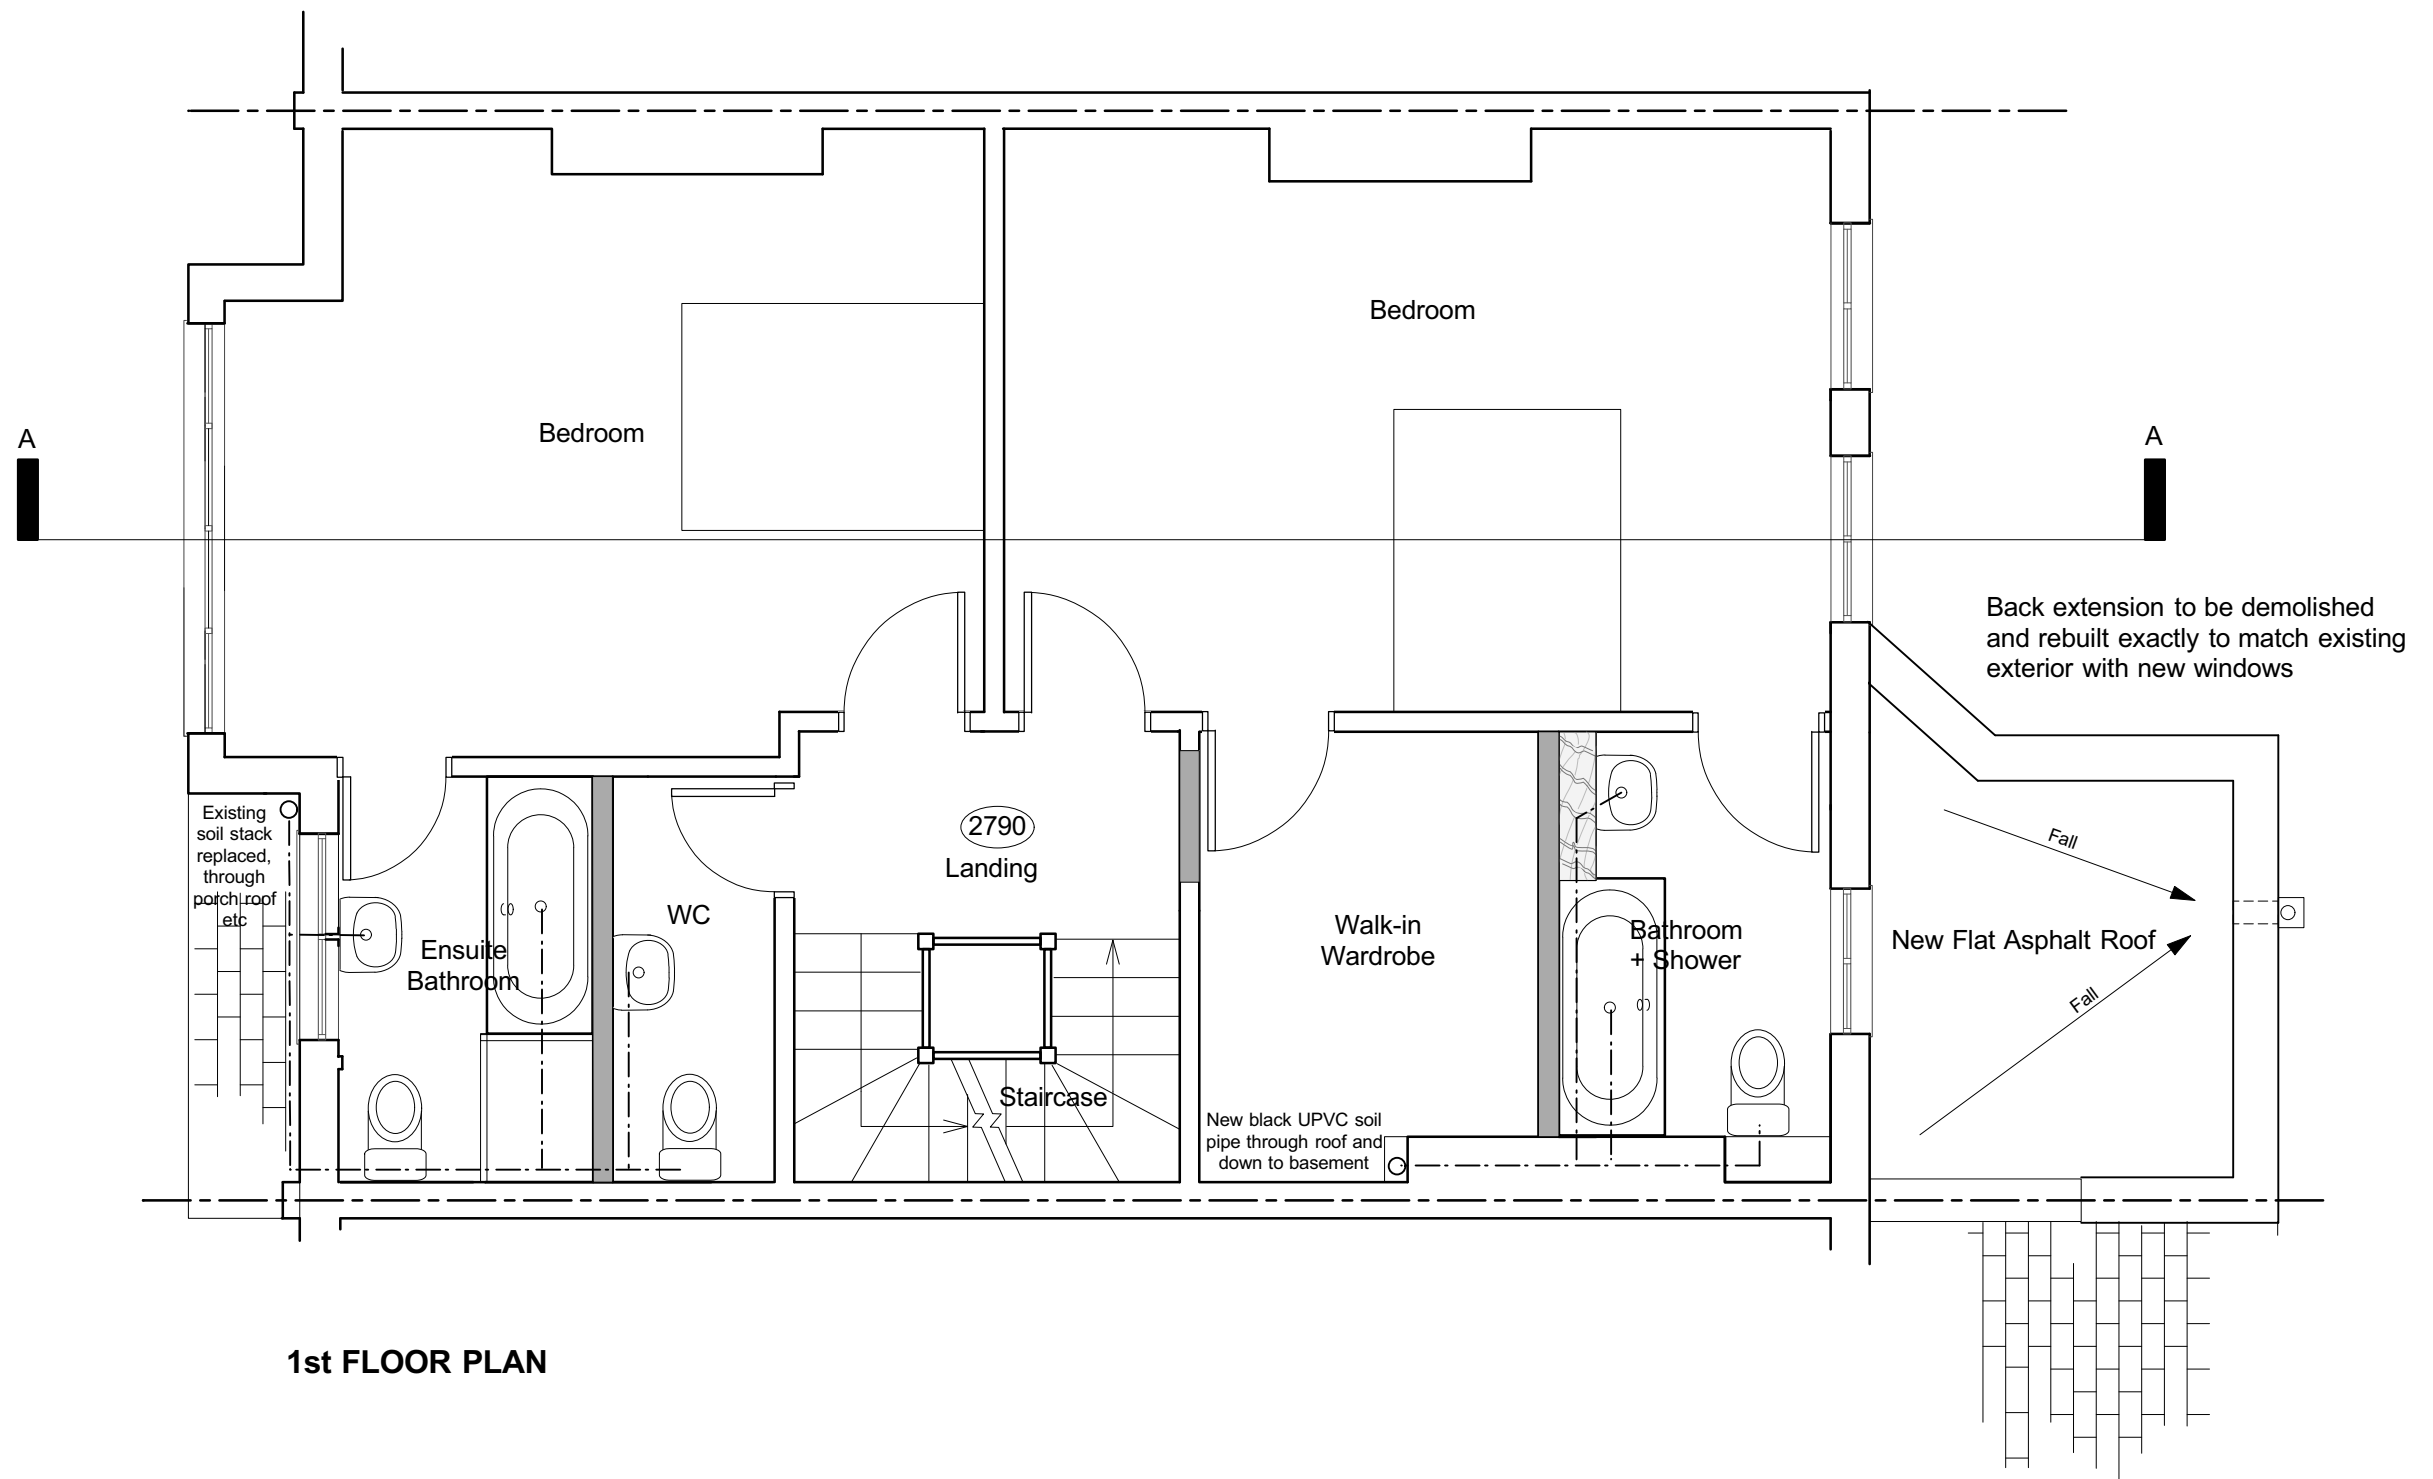 Bedroom
Bedroom
A
A
Back extension to be demolished
and rebuilt exactly to match existing
exterior with new windows
Existing
soil stack
replaced,
through
porch roof
etc
Ensuite
Bathroom
WC
2790
Landing
Staircase
Walk-in
Wardrobe
New black UPVC soil
pipe through roof and
down to basement
Bathroom
+ Shower
Fall
New Flat Asphalt Roof
Fall
1st FLOOR PLAN